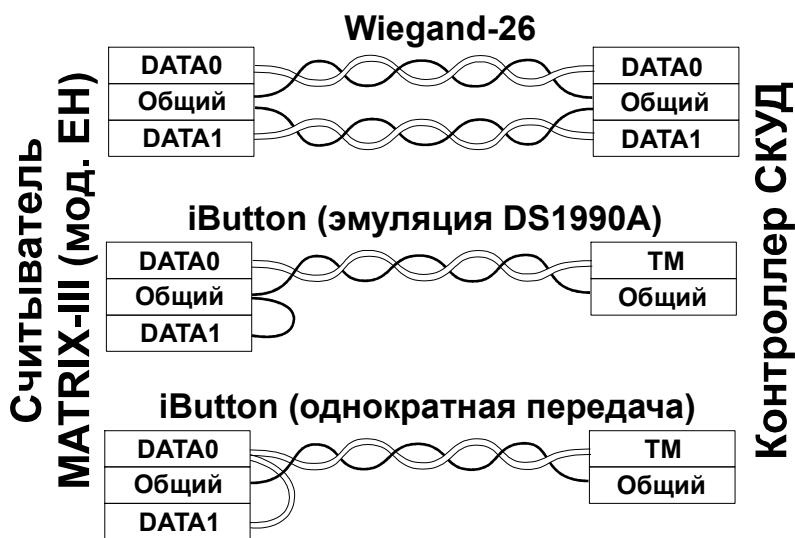 Считыватель
MATRIX-III (мод. EH)
Wiegand-26
DATA0
Общий
DATA1
DATA0
Общий
DATA1
iButton (эмуляция DS1990A)
DATA0
Общий
DATA1
TM
Общий
iButton (однократная передача)
DATA0
Общий
DATA1
TM
Общий
Контроллер СКУД